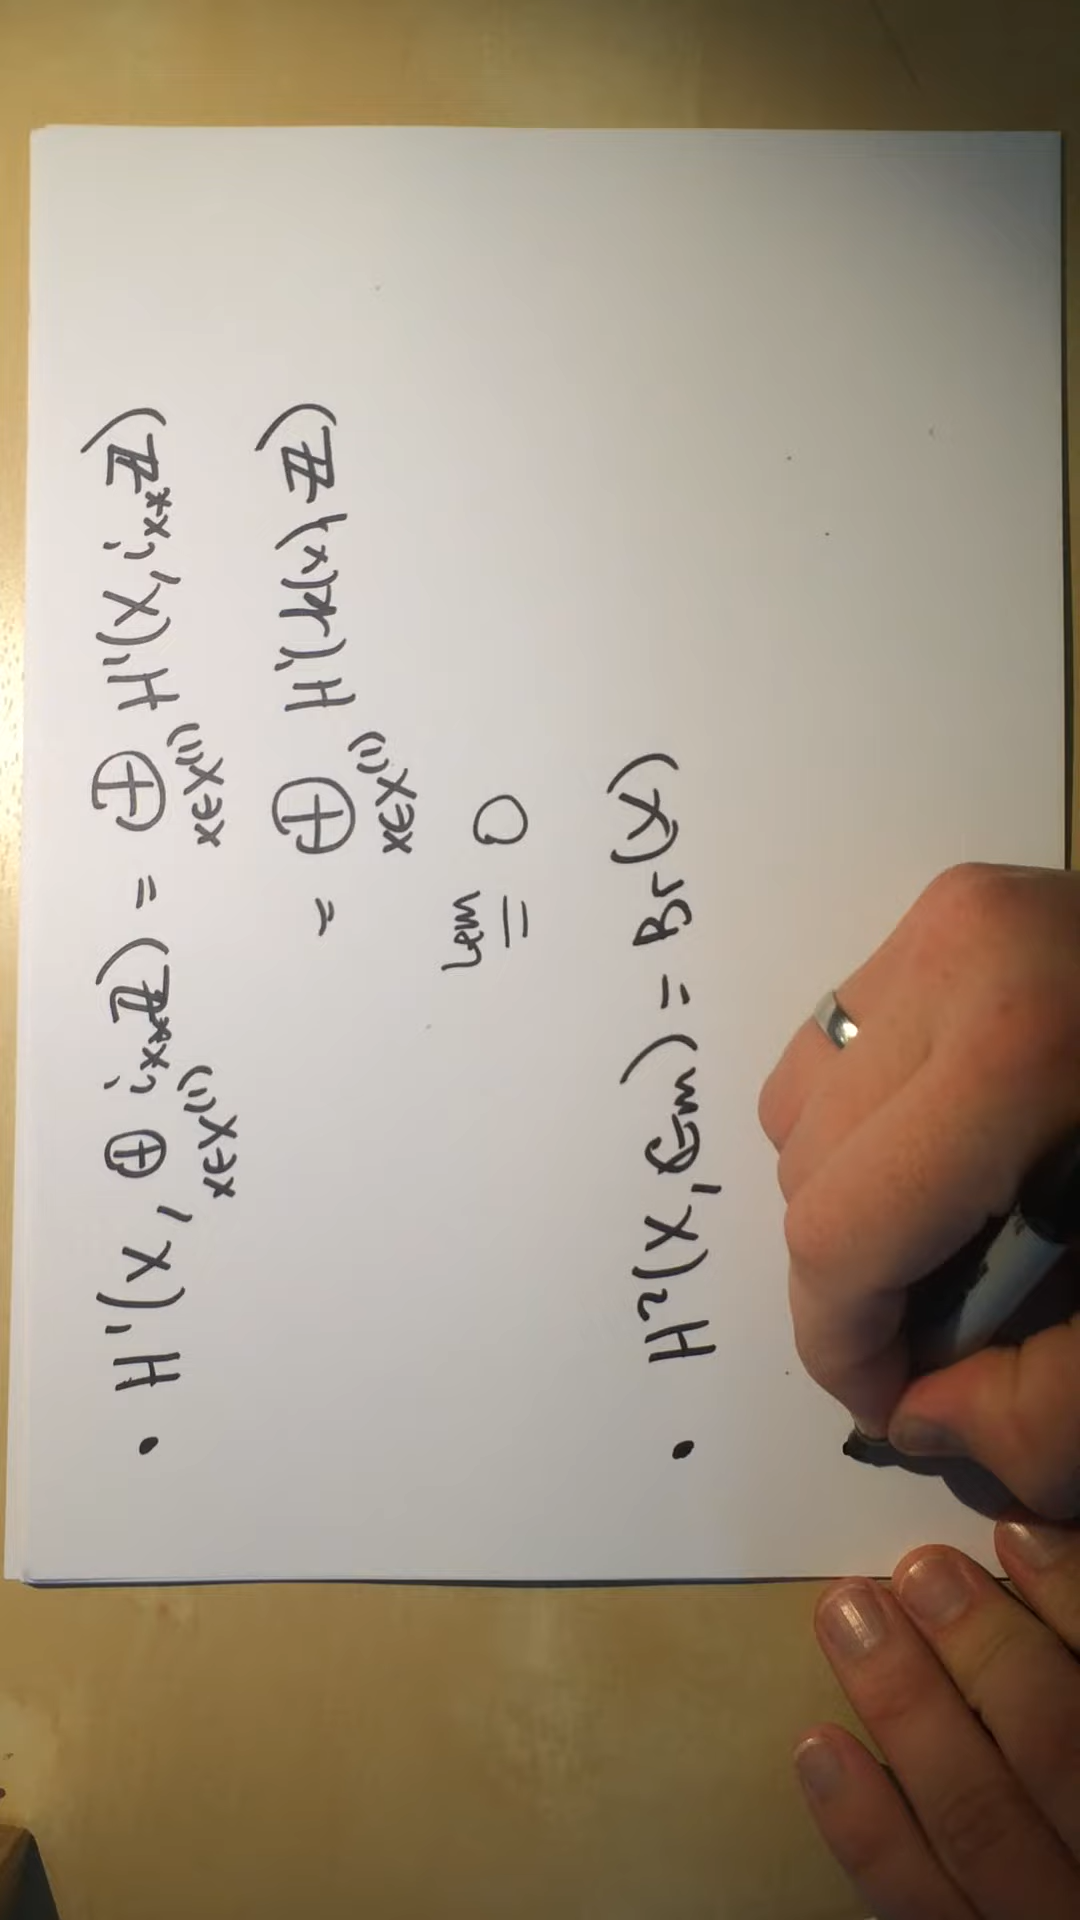 • H¹(X, ⊕_{x∈X^{(1)}} i_{x*}ℤ) = ⊕_{x∈X^{(1)}} H¹(X, i_{x*}ℤ)
= ⊕_{x∈X^{(1)}} H¹(k(x), ℤ)
Lem
= 0
• H²(X, 𝔾_m) = Br(X)